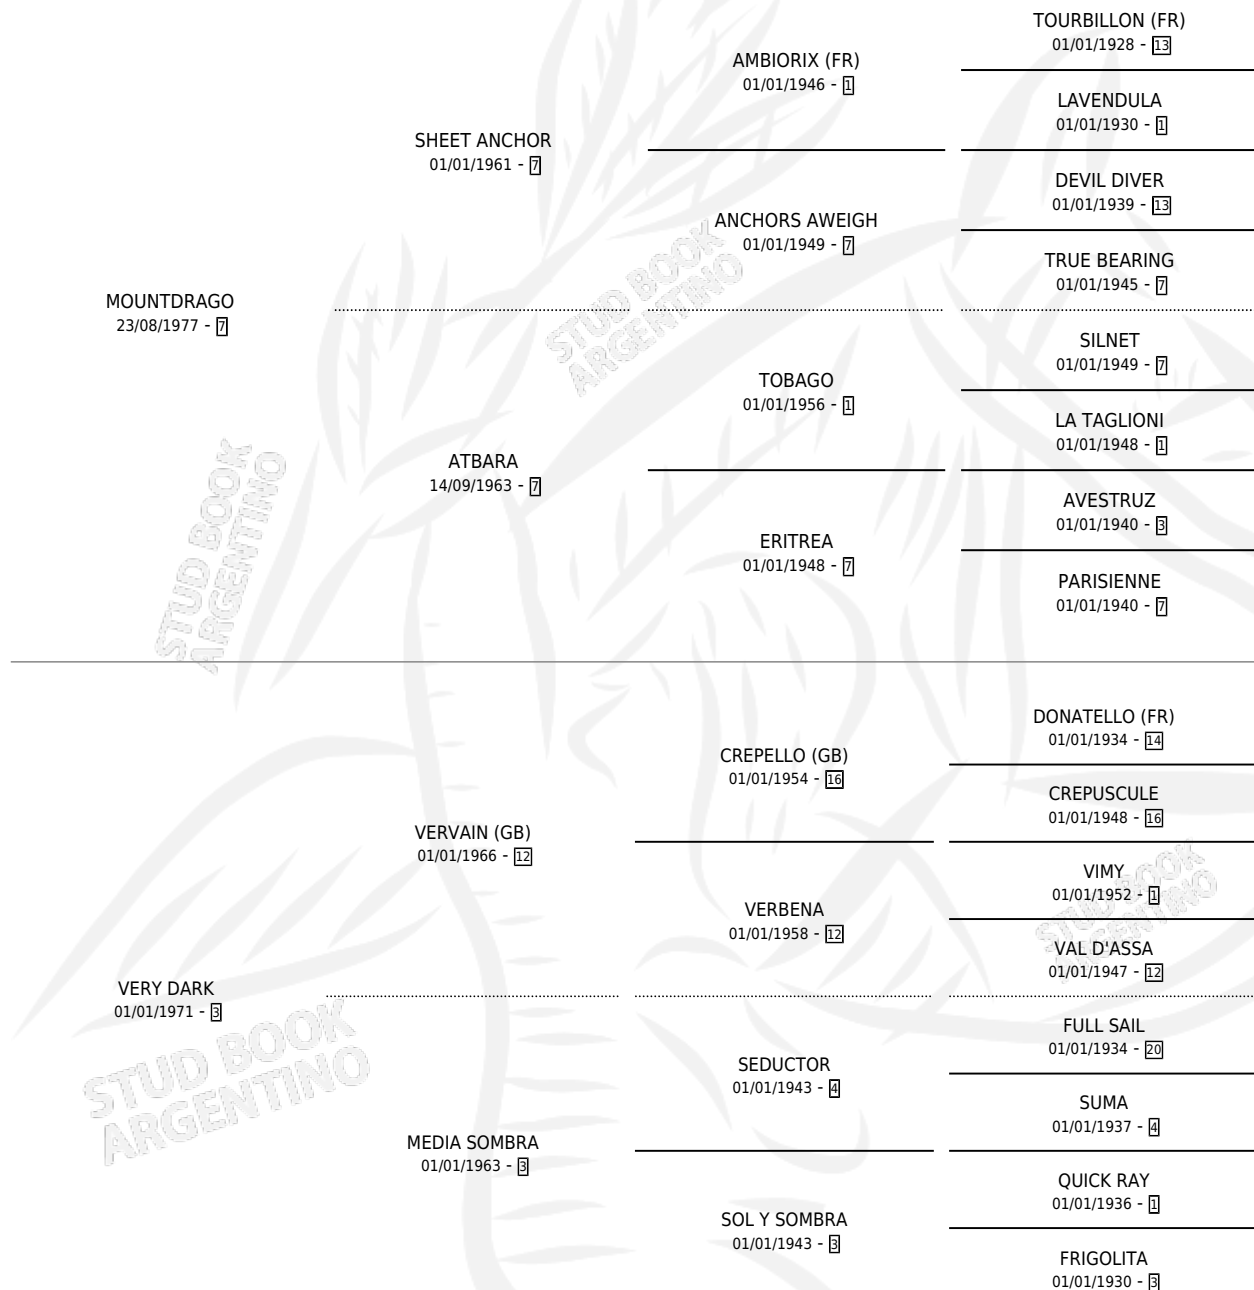 TOURBILLON (FR)
01/01/1928 - 13
AMBIORIX (FR)
01/01/1946 - 1
LAVENDULA
01/01/1930 - 1
SHEET ANCHOR
01/01/1961 - 7
DEVIL DIVER
01/01/1939 - 13
ANCHORS AWEIGH
01/01/1949 - 7
TRUE BEARING
01/01/1945 - 7
MOUNTDRAGO
23/08/1977 - 7
SILNET
01/01/1949 - 7
TOBAGO
01/01/1956 - 1
LA TAGLIONI
01/01/1948 - 1
ATBARA
14/09/1963 - 7
AVESTRUZ
01/01/1940 - 3
ERITREA
01/01/1948 - 7
PARISIENNE
01/01/1940 - 7
STUD BOOK
ARGENTINO
STUD BOOK
ARGENTINO
DONATELLO (FR)
01/01/1934 - 14
CREPELLO (GB)
01/01/1954 - 16
CREPUSCULE
01/01/1948 - 16
VERVAIN (GB)
01/01/1966 - 12
VIMY
01/01/1952 - 1
VERBENA
01/01/1958 - 12
VAL D'ASSA
01/01/1947 - 12
VERY DARK
01/01/1971 - 3
FULL SAIL
01/01/1934 - 20
SEDUCTOR
01/01/1943 - 4
SUMA
01/01/1937 - 4
MEDIA SOMBRA
01/01/1963 - 3
QUICK RAY
01/01/1936 - 1
SOL Y SOMBRA
01/01/1943 - 3
FRIGOLITA
01/01/1930 - 3
STUD BOOK
ARGENTINO
STUD BOOK
ARGENTINO